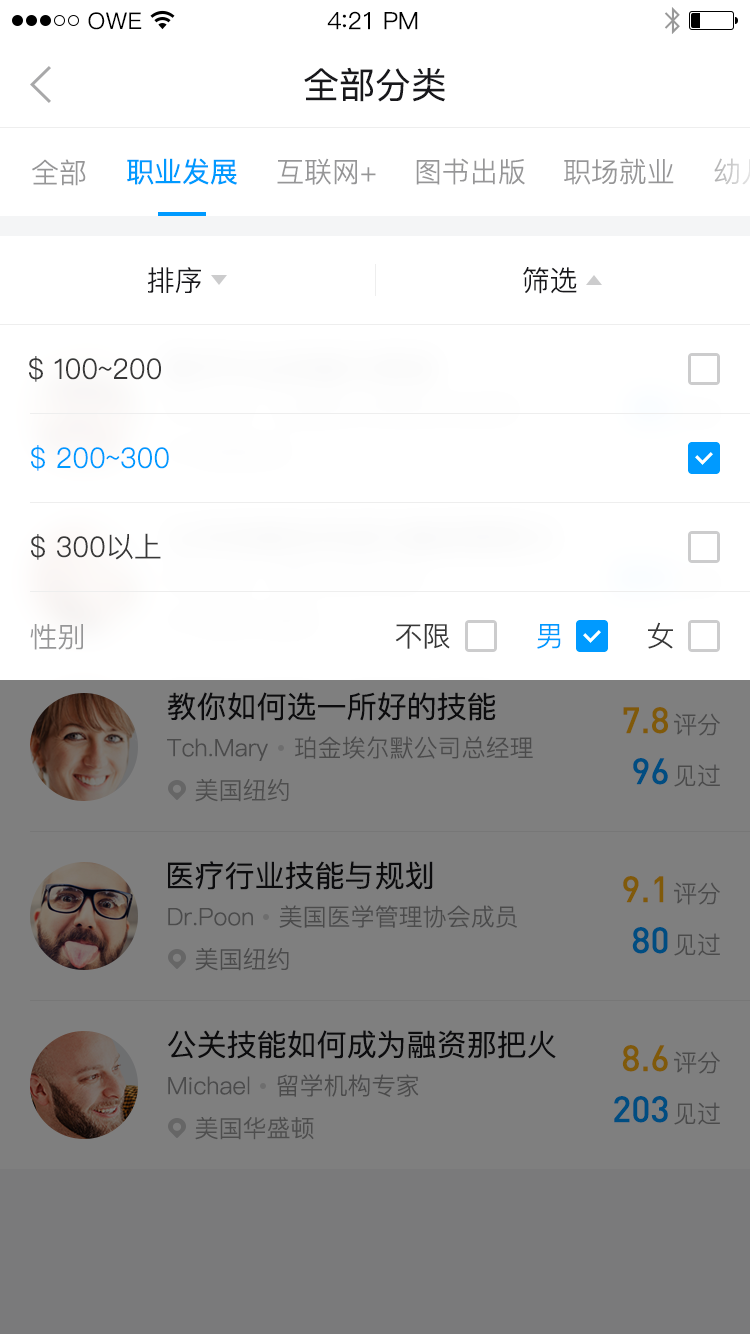 OWE 4:21 PM
全部分类
全部 职业发展 互联网+ 图书出版 职场就业 幼
排序 筛选
$ 100~200
$ 200~300
$ 300以上
性别 不限 男 女
教你如何选一所好的技能
7.8评分
Tch.Mary • 珀金埃尔默公司总经理
96见过
美国纽约
医疗行业技能与规划
9.1评分
Dr.Poon • 美国医学管理协会成员
80见过
美国纽约
公关技能如何成为融资那把火
8.6评分
Michael • 留学机构专家
203见过
美国华盛顿